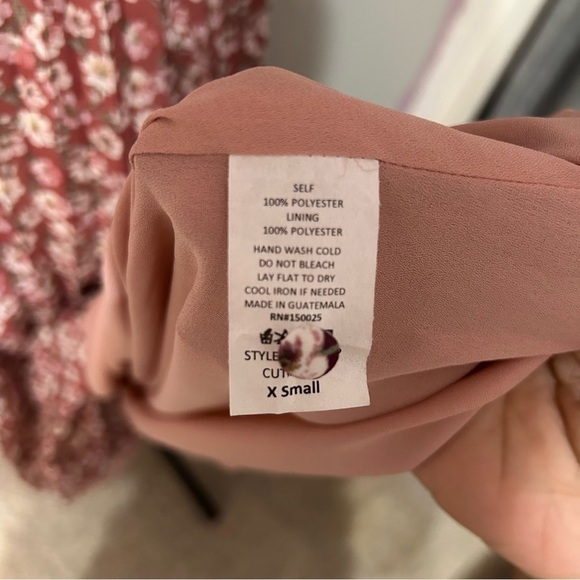 SELF
100% POLYESTER
LINING
100% POLYESTER
HAND WASH COLD
DO NOT BLEACH
LAY FLAT TO DRY
COOL IRON IF NEEDED
MADE IN GUATEMALA
RN#150025
STYLE
CUT
X Small